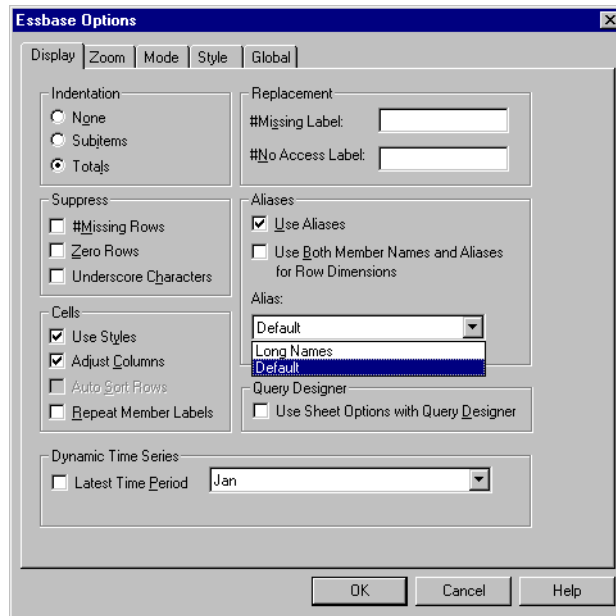 Essbase Options
Display Zoom Mode Style Global
Indentation
None
Subitems
Totals
Replacement
#Missing Label:
#No Access Label:
Suppress
#Missing Rows
Zero Rows
Underscore Characters
Aliases
Use Aliases
Use Both Member Names and Aliases
for Row Dimensions
Alias:
Default
Long Names
Default
Cells
Use Styles
Adjust Columns
Auto Sort Rows
Repeat Member Labels
Query Designer
Use Sheet Options with Query Designer
Dynamic Time Series
Latest Time Period Jan
OK Cancel Help